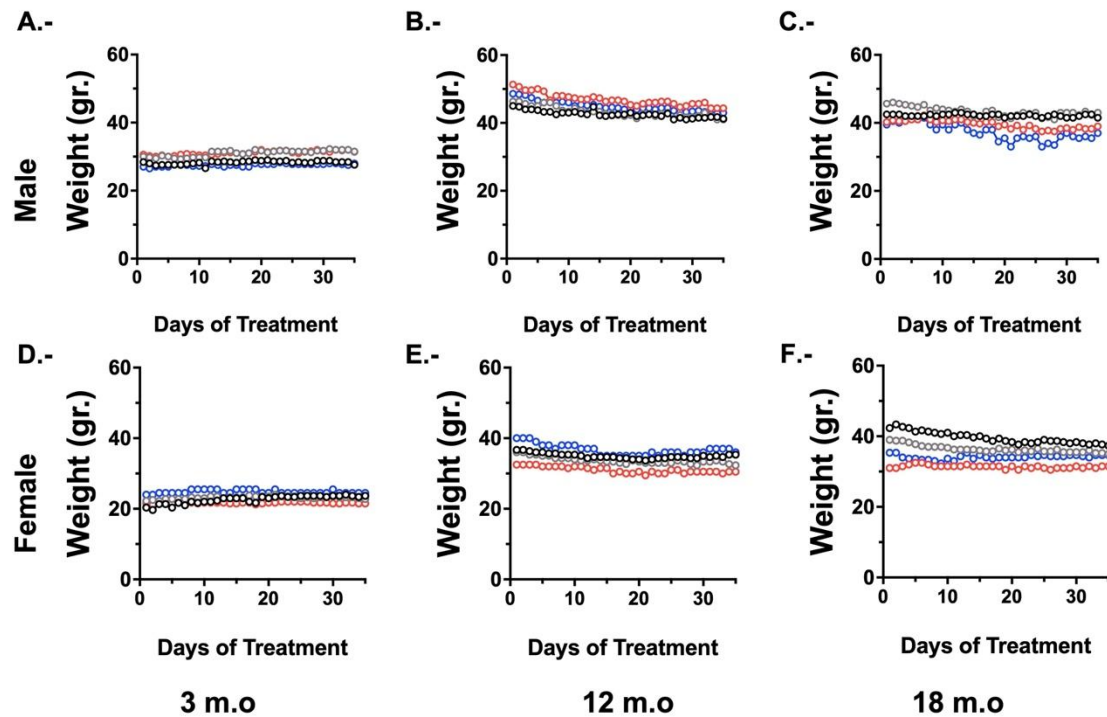 A.-
B.-
C.-
Male
Weight (gr.)
60
40
20
0
0 10 20 30
Days of Treatment
Weight (gr.)
60
40
20
0
0 10 20 30
Days of Treatment
Weight (gr.)
60
40
20
0
0 10 20 30
Days of Treatment
D.-
E.-
F.-
Female
Weight (gr.)
60
40
20
0
0 10 20 30
Days of Treatment
Weight (gr.)
60
40
20
0
0 10 20 30
Days of Treatment
Weight (gr.)
60
40
20
0
0 10 20 30
Days of Treatment
3 m.o
12 m.o
18 m.o